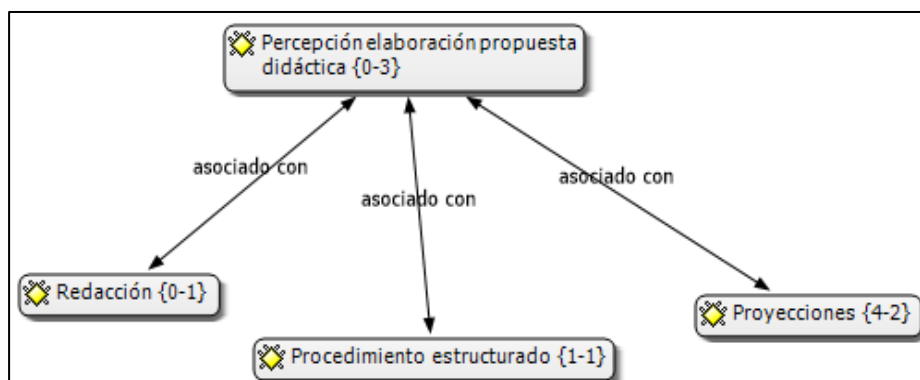 Percepción elaboración propuesta
didáctica {0-3}
asociado con
asociado con
asociado con
Redacción {0-1}
Proyecciones {4-2}
Procedimiento estructurado {1-1}